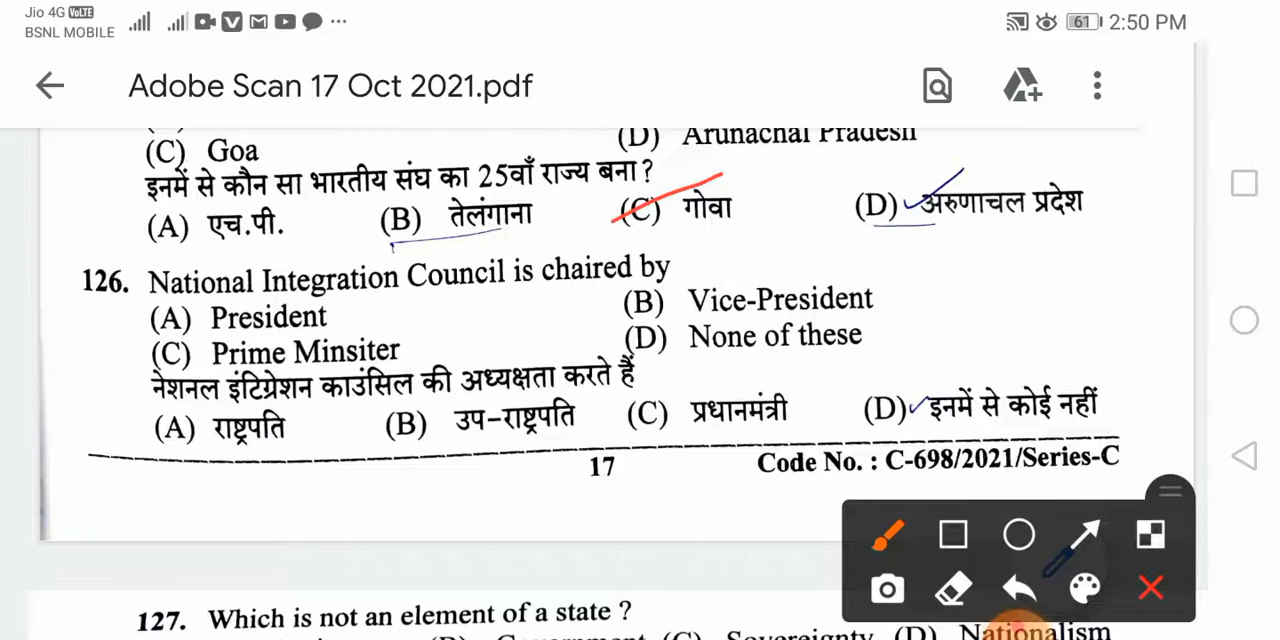 Jio 4G VoLTE
BSNL MOBILE
61 2:50 PM
Adobe Scan 17 Oct 2021.pdf
(C) Goa (D) Arunachal Pradesh
इनमें से कौन सा भारतीय संघ का 25वाँ राज्य बना?
(A) एच.पी. (B) तेलंगाना (C) गोवा (D) अरुणाचल प्रदेश
126. National Integration Council is chaired by
(A) President (B) Vice-President
(C) Prime Minsiter (D) None of these
नेशनल इंटिग्रेशन काउंसिल की अध्यक्षता करते हैं
(A) राष्ट्रपति (B) उप-राष्ट्रपति (C) प्रधानमंत्री (D) इनमें से कोई नहीं
17 Code No. : C-698/2021/Series-C
127. Which is not an element of a state ?
Government (C) Sovereignty (D) Nationalism